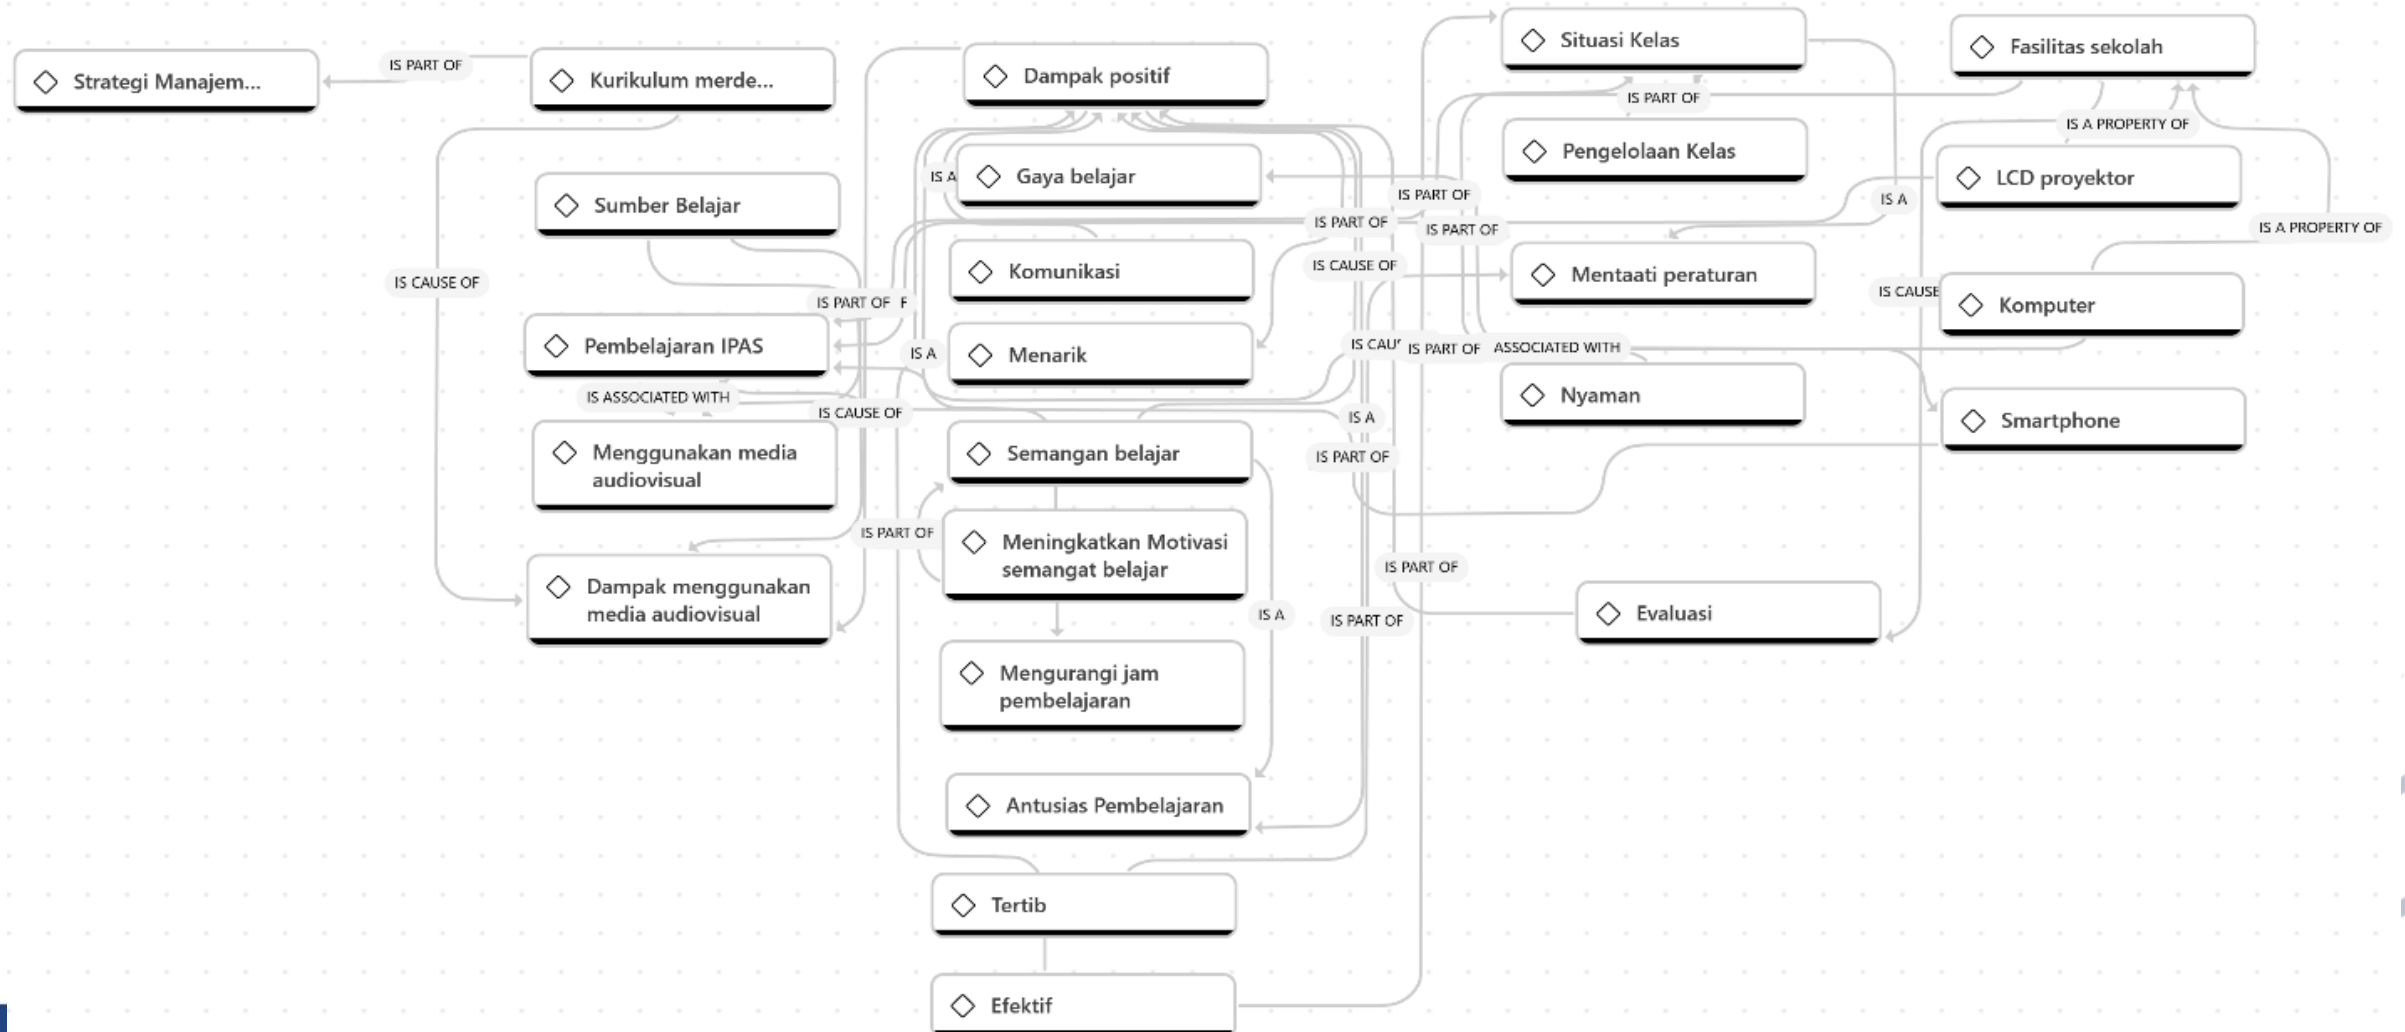 Strategi Manajem...
IS PART OF
Kurikulum merde...
Dampak positif
Situasi Kelas
Fasilitas sekolah
IS PART OF
IS A PROPERTY OF
Pengelolaan Kelas
LCD proyektor
IS A
Gaya belajar
IS PART OF
IS A
Sumber Belajar
IS PART OF
IS PART OF
IS A PROPERTY OF
IS CAUSE OF
Komunikasi
IS CAUSE OF
Mentaati peraturan
IS CAUSE
Komputer
IS PART OF
F
Pembelajaran IPAS
IS A
Menarik
IS CAU
IS PART OF
ASSOCIATED WITH
IS ASSOCIATED WITH
IS CAUSE OF
IS A
Nyaman
Smartphone
Menggunakan media
audiovisual
Semangan belajar
IS PART OF
IS PART OF
Meningkatkan Motivasi
semangat belajar
IS PART OF
Dampak menggunakan
media audiovisual
IS A
IS PART OF
Evaluasi
Mengurangi jam
pembelajaran
Antusias Pembelajaran
Tertib
Efektif